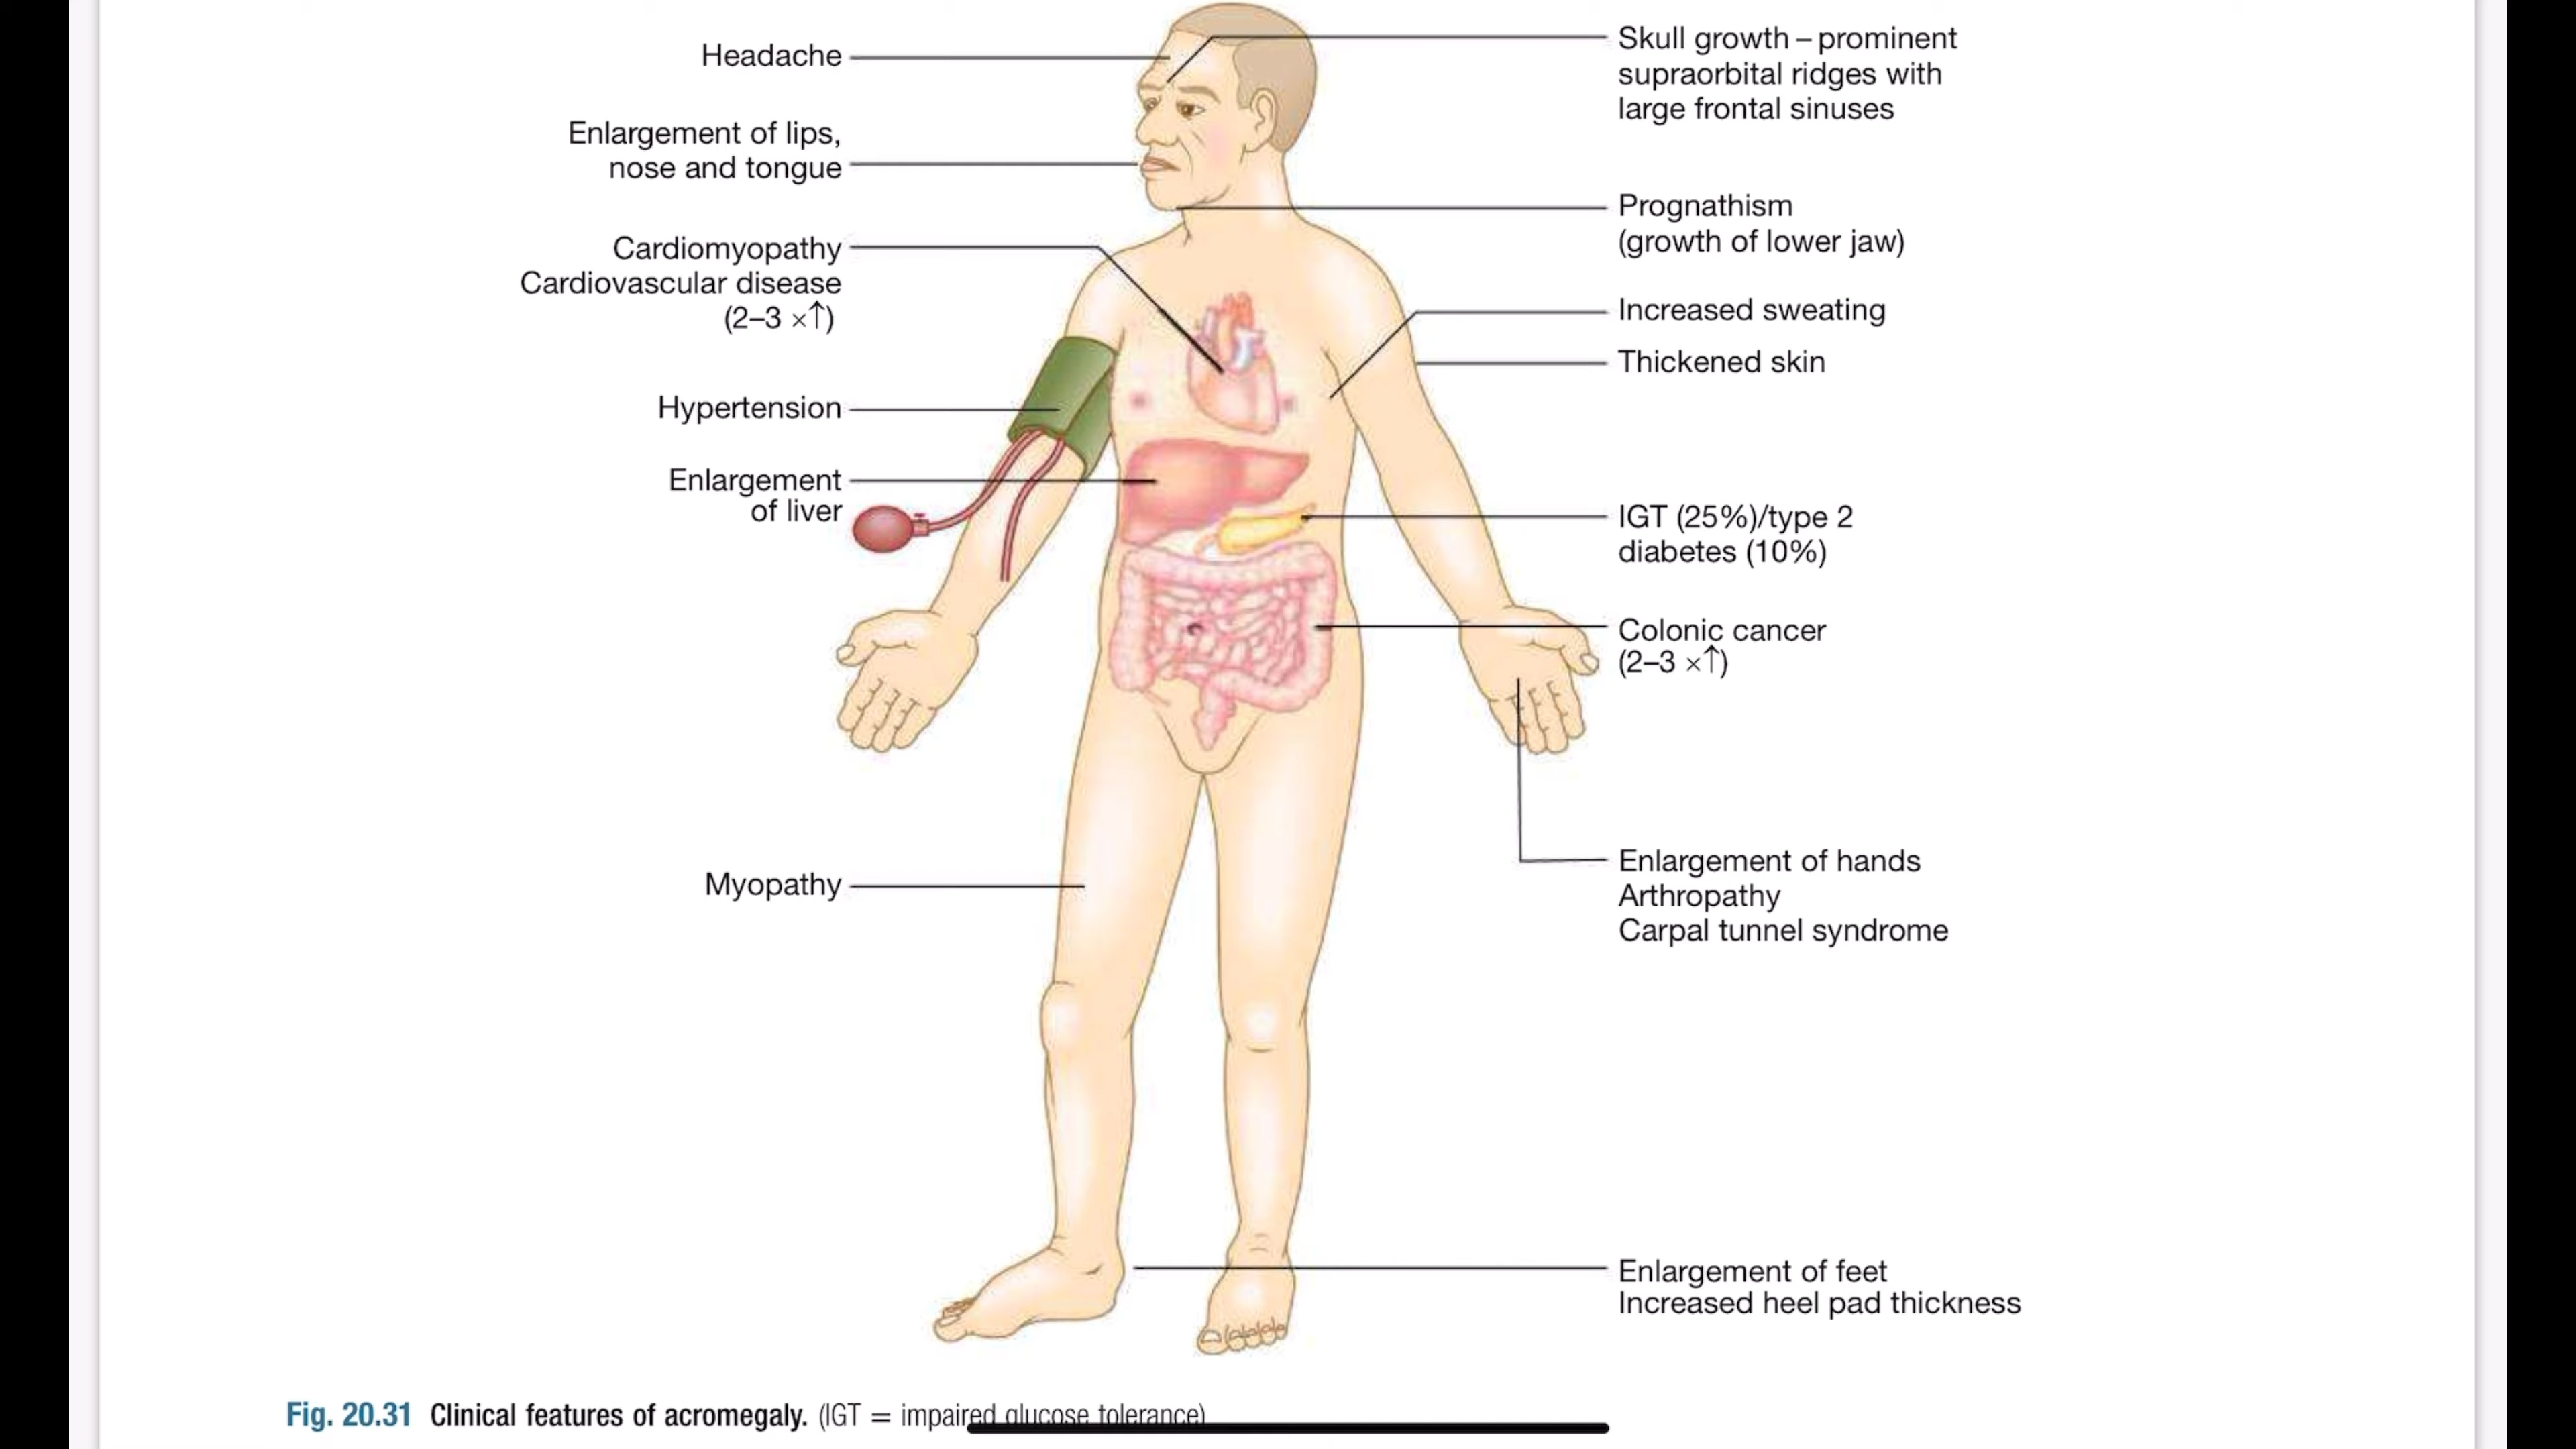 Headache
Enlargement of lips,
nose and tongue
Cardiomyopathy
Cardiovascular disease
(2–3 ×↑)
Hypertension
Enlargement
of liver
Myopathy
Skull growth – prominent
supraorbital ridges with
large frontal sinuses
Prognathism
(growth of lower jaw)
Increased sweating
Thickened skin
IGT (25%)/type 2
diabetes (10%)
Colonic cancer
(2–3 ×↑)
Enlargement of hands
Arthropathy
Carpal tunnel syndrome
Enlargement of feet
Increased heel pad thickness
Fig. 20.31 Clinical features of acromegaly. (IGT = impaired glucose tolerance)